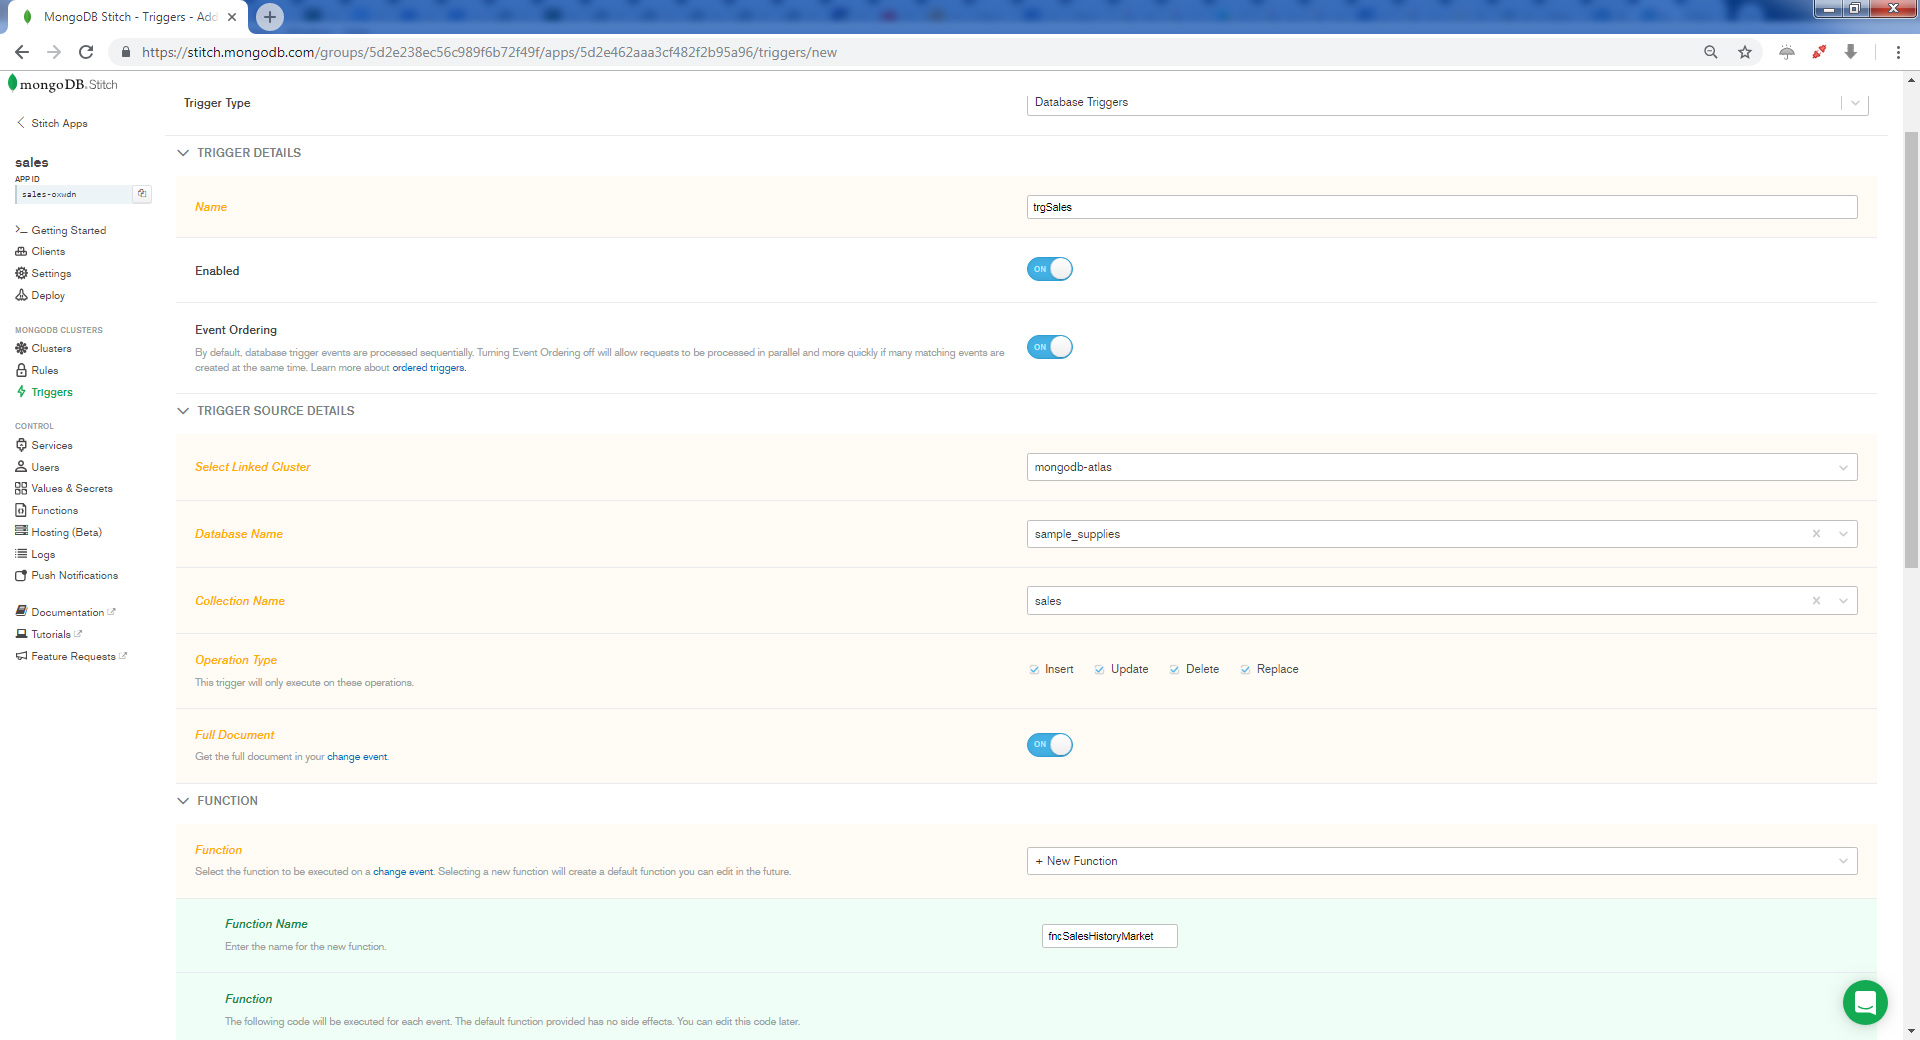 MongoDB Stitch - Triggers - Add
https://stitch.mongodb.com/groups/5d2e238ec56c989f6b72f49f/apps/5d2e462aaa3cf482f2b95a96/triggers/new
mongoDB. Stitch
Stitch Apps
sales
APP ID
sales-oxwdn
Getting Started
Clients
Settings
Deploy
MONGODB CLUSTERS
Clusters
Rules
Triggers
CONTROL
Services
Users
Values & Secrets
Functions
Hosting (Beta)
Logs
Push Notifications
Documentation
Tutorials
Feature Requests
Trigger Type
Database Triggers
TRIGGER DETAILS
Name
trgSales
Enabled
ON
Event Ordering
By default, database trigger events are processed sequentially. Turning Event Ordering off will allow requests to be processed in parallel and more quickly if many matching events are
created at the same time. Learn more about ordered triggers.
ON
TRIGGER SOURCE DETAILS
Select Linked Cluster
mongodb-atlas
Database Name
sample_supplies
Collection Name
sales
Operation Type
This trigger will only execute on these operations.
Insert Update Delete Replace
Full Document
Get the full document in your change event.
ON
FUNCTION
Function
Select the function to be executed on a change event. Selecting a new function will create a default function you can edit in the future.
+ New Function
Function Name
Enter the name for the new function.
fncSalesHistoryMarket
Function
The following code will be executed for each event. The default function provided has no side effects. You can edit this code later.